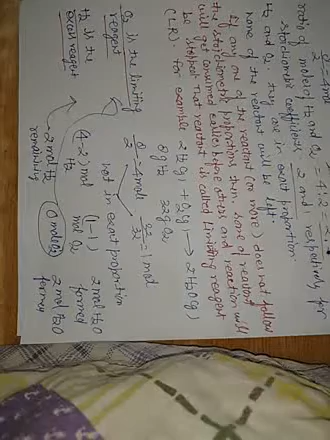 ratio of moles of H2 and O2 = 4:2 =
stoichiometric coefficients 2 and respectively for
H2 and O2. they are in exact proportion
none of the reactant will be left.
If any one of the reactant (or more) does not follow
the stoichiometric proportions then some of reactant
will get consumed earlier than others and reaction will
be stopped. That reactant is called limiting reagent
(L.R.) for example 2H2(g) + O2(g) → 2H2O(g)
8g H2 32g O2
8/2 = 4 mol 32/32 = 1 mol
not in exact proportion
O2 is the limiting
reagent
(4-2) mol (1-1) 2 mol H2O
H2 mol O2 formed
H2 is the
excess reagent
2 mol H2 0 mol O2 2 mol H2O
remaining formed